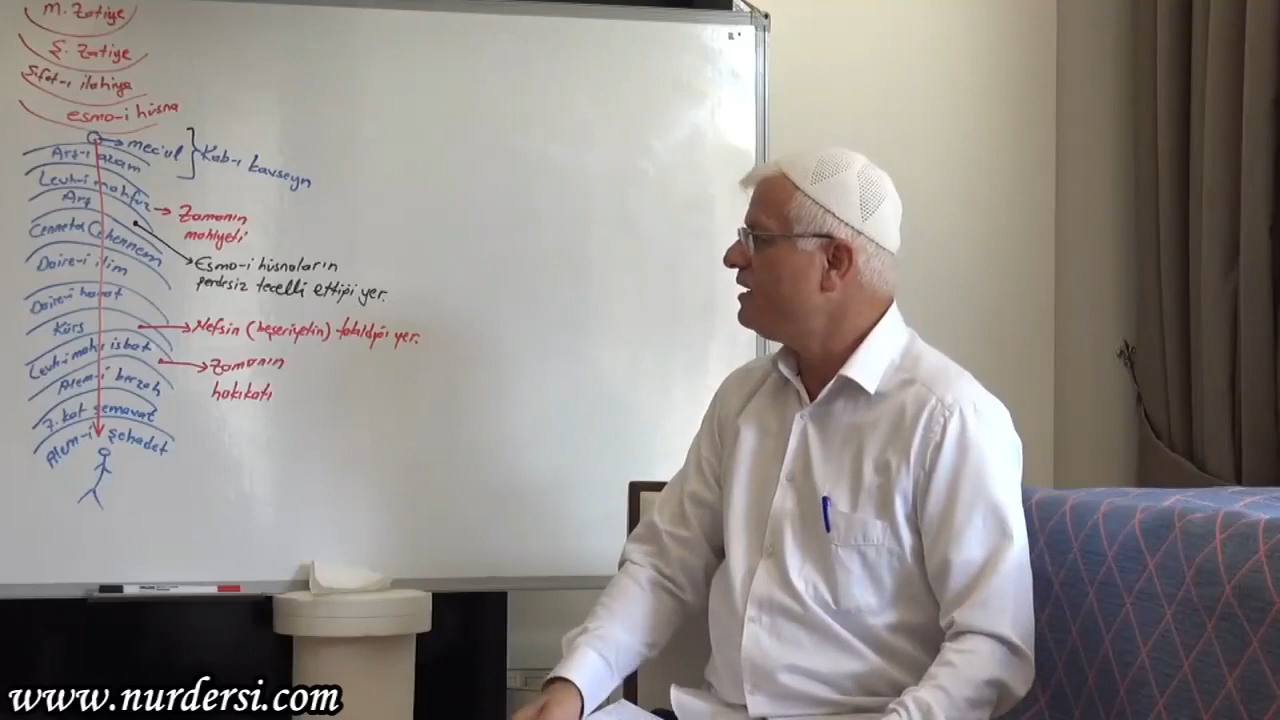 M. Zatiye
Ş. Zatiye
Sıfat-ı ilahiye
esma-i hüsna
mec'ul
Kab-ı kavseyn
Arş-ı azam
Levh-i mahfuz
Zamanın
mahiyeti
Arş
Cennet Cehennem
Esma-i hüsnaların
perdesiz tecelli ettiği yer.
Daire-i ilim
Daire-i hayat
Kürs
Nefsin (beşeriyetin) takıldığı yer.
Levh-i mahv isbat
Zamanın
hakikatı
Alem-i berzah
7. kat semavat
Alem-i Şehadet
www.nurdersi.com